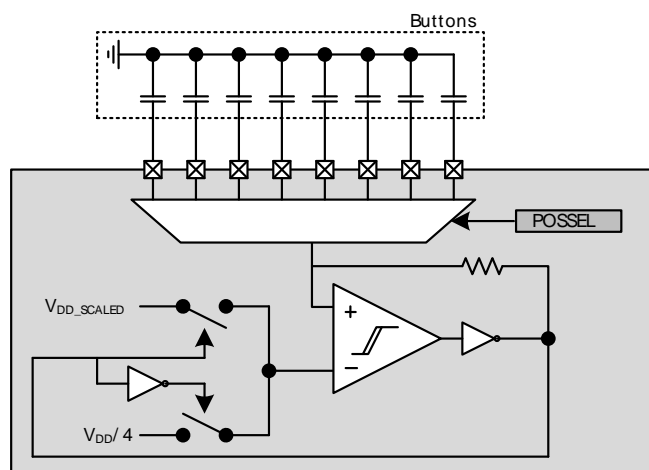 Buttons
POSSEL
VDD_SCALED
+
−
VDD/ 4